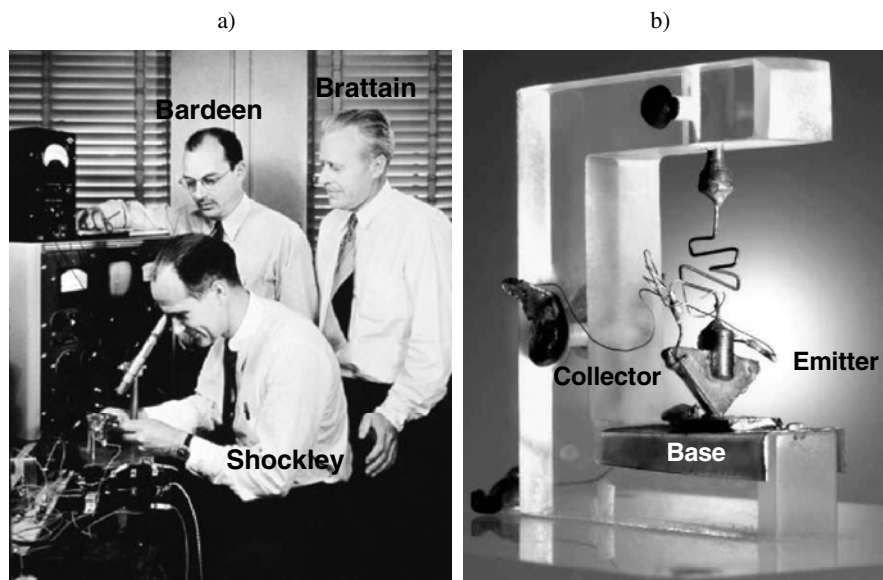 a)
b)
Bardeen
Brattain
Shockley
Collector
Emitter
Base